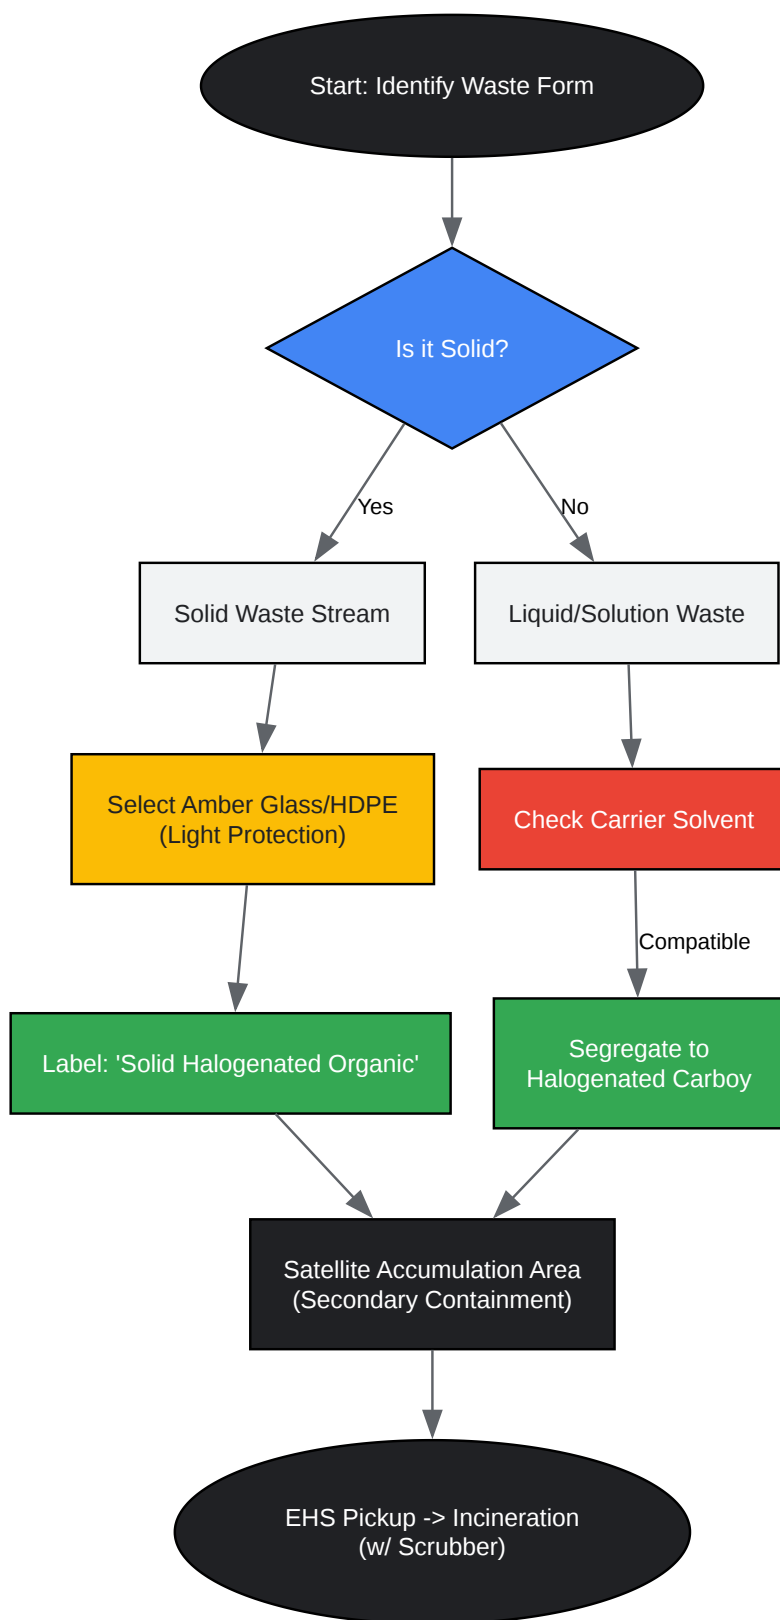 Start: Identify Waste Form
Is it Solid?
Yes
No
Solid Waste Stream
Liquid/Solution Waste
Select Amber Glass/HDPE
(Light Protection)
Check Carrier Solvent
Compatible
Label: 'Solid Halogenated Organic'
Segregate to
Halogenated Carboy
Satellite Accumulation Area
(Secondary Containment)
EHS Pickup -> Incineration
(w/ Scrubber)